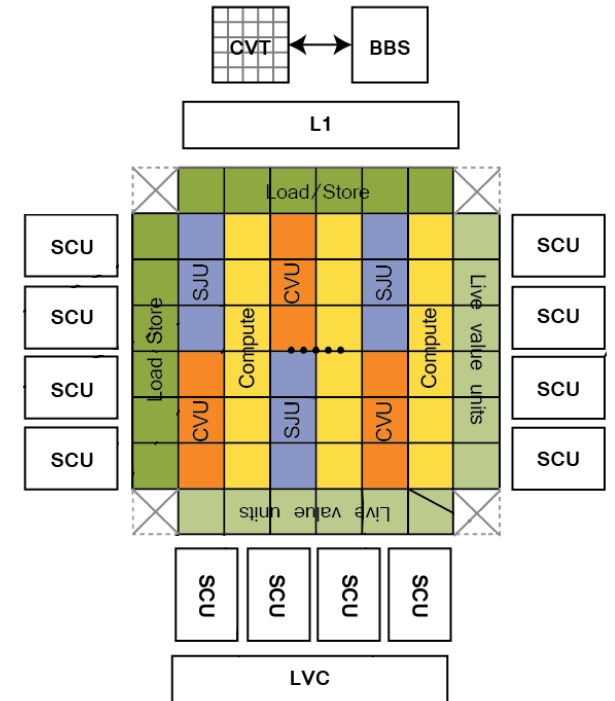 CVT
BBS
L1
Load/Store
SCU
SCU
SCU
SCU
Load/Store
SJU
CVU
Compute
CVU
SJU
SJU
CVU
Compute
Live value units
SCU
SCU
SCU
SCU
Live value units
SCU
SCU
SCU
SCU
LVC